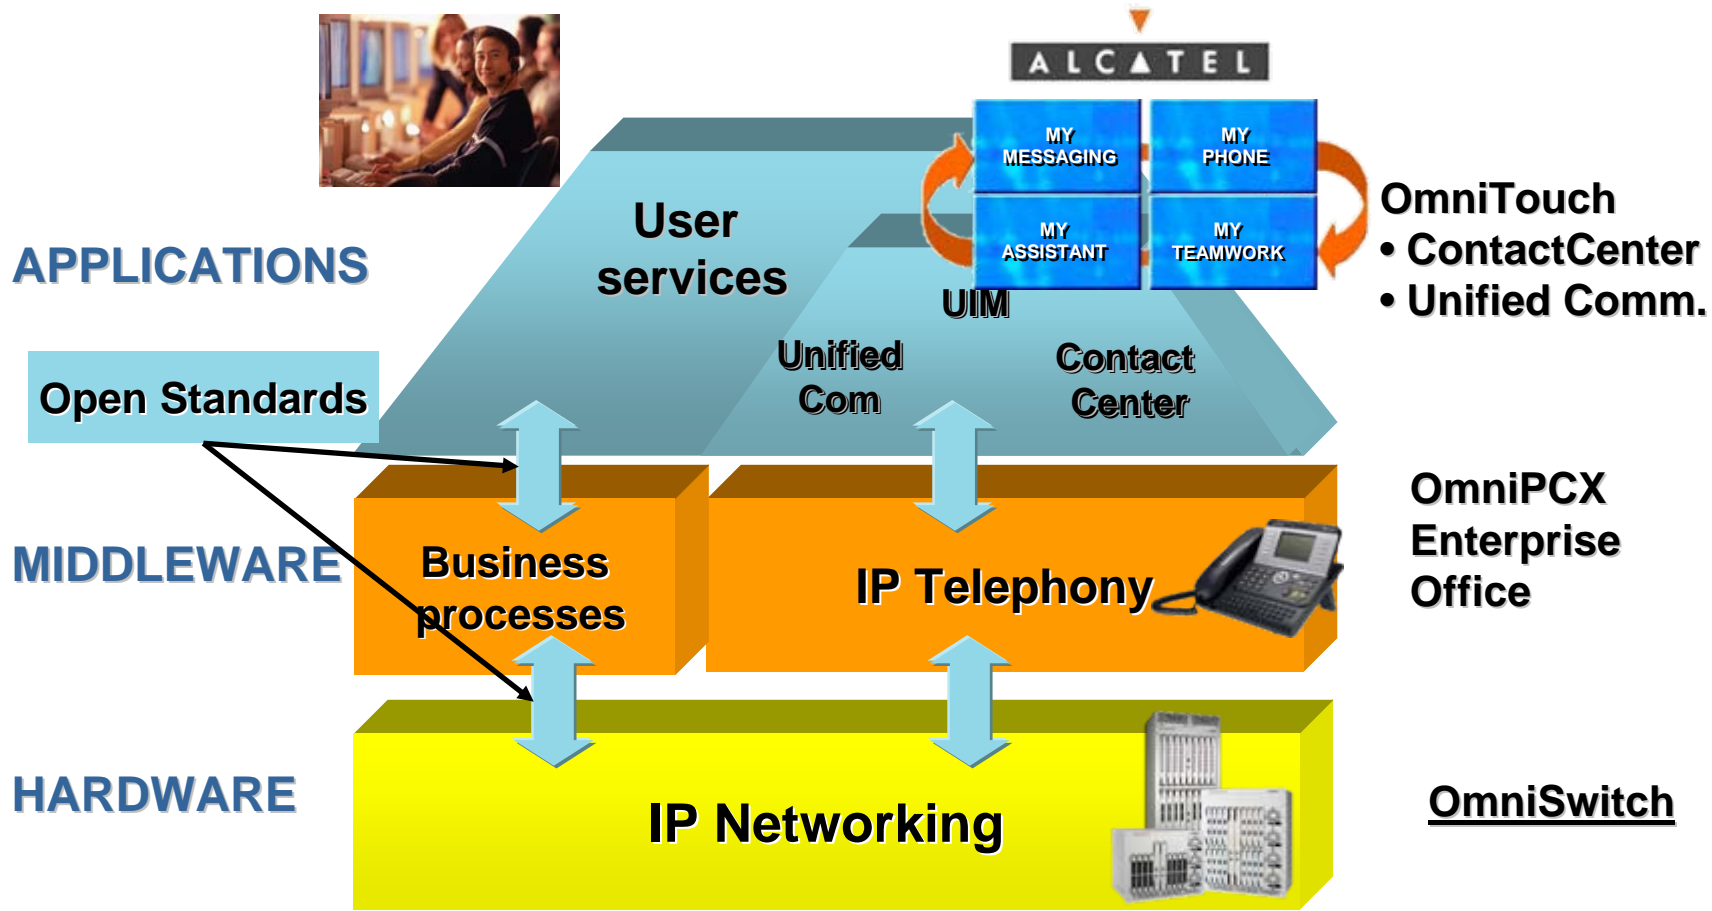 ALCATEL
MY
MESSAGING
MY
PHONE
MY
ASSISTANT
MY
TEAMWORK
OmniTouch
• ContactCenter
• Unified Comm.
APPLICATIONS
User
services
UIM
Unified
Com
Contact
Center
Open Standards
MIDDLEWARE
Business
processes
IP Telephony
OmniPCX
Enterprise
Office
HARDWARE
IP Networking
OmniSwitch